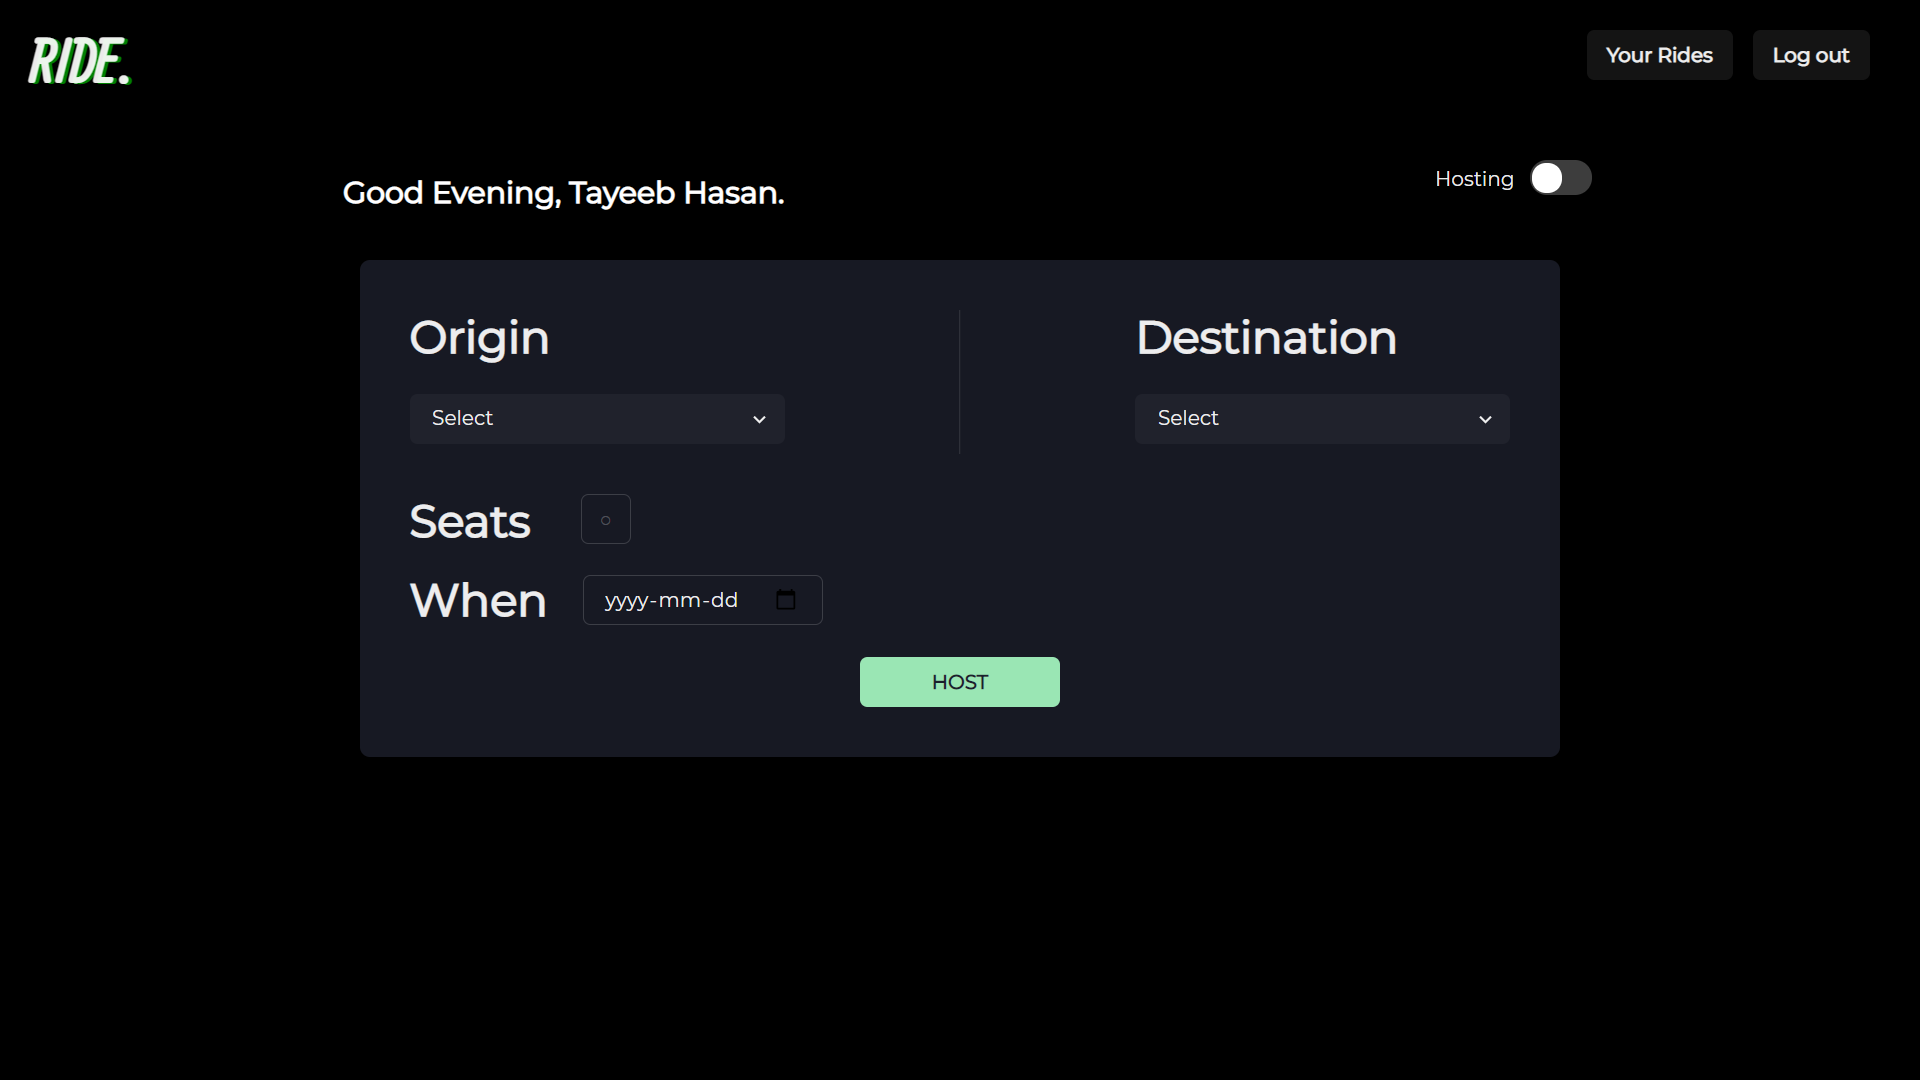 RIDE.
Your Rides
Log out
Good Evening, Tayeeb Hasan.
Hosting
Origin
Destination
Select
Select
Seats
When
yyyy-mm-dd
HOST